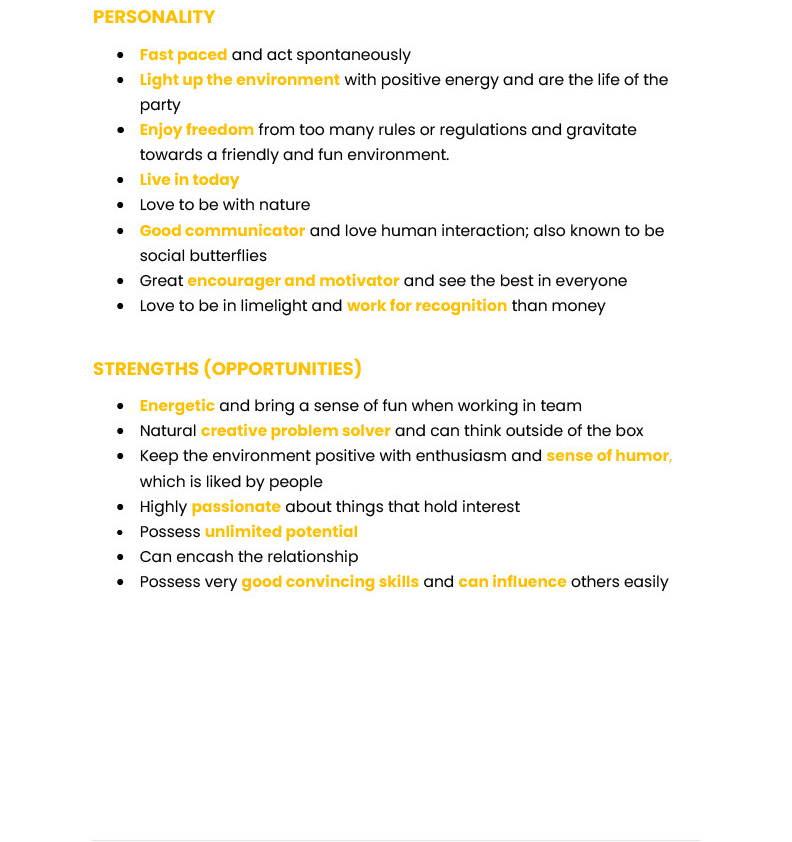 PERSONALITY
• Fast paced and act spontaneously
• Light up the environment with positive energy and are the life of the
party
• Enjoy freedom from too many rules or regulations and gravitate
towards a friendly and fun environment.
• Live in today
• Love to be with nature
• Good communicator and love human interaction; also known to be
social butterflies
• Great encourager and motivator and see the best in everyone
• Love to be in limelight and work for recognition than money
STRENGTHS (OPPORTUNITIES)
• Energetic and bring a sense of fun when working in team
• Natural creative problem solver and can think outside of the box
• Keep the environment positive with enthusiasm and sense of humor,
which is liked by people
• Highly passionate about things that hold interest
• Possess unlimited potential
• Can encash the relationship
• Possess very good convincing skills and can influence others easily